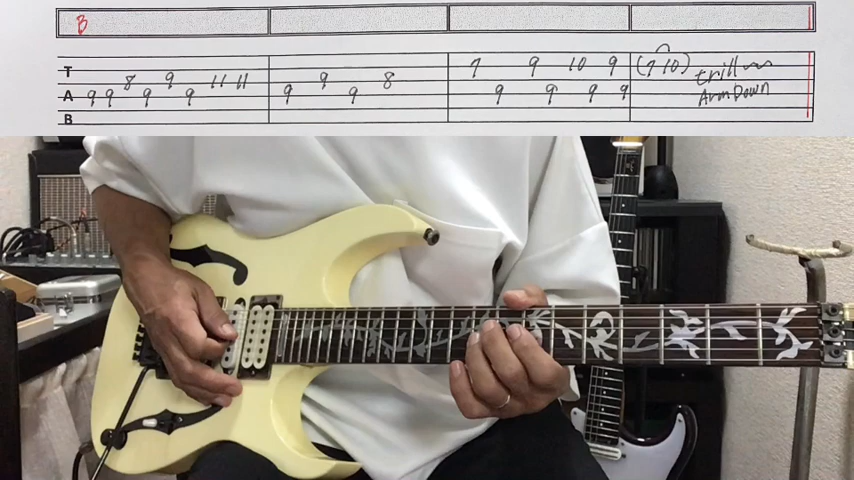 B
T 7 9 10 9 (7 10) trill
8 9 11 11 9 8
A 9 9 9 9 9 9 9 9 9 9 Arm Down
B